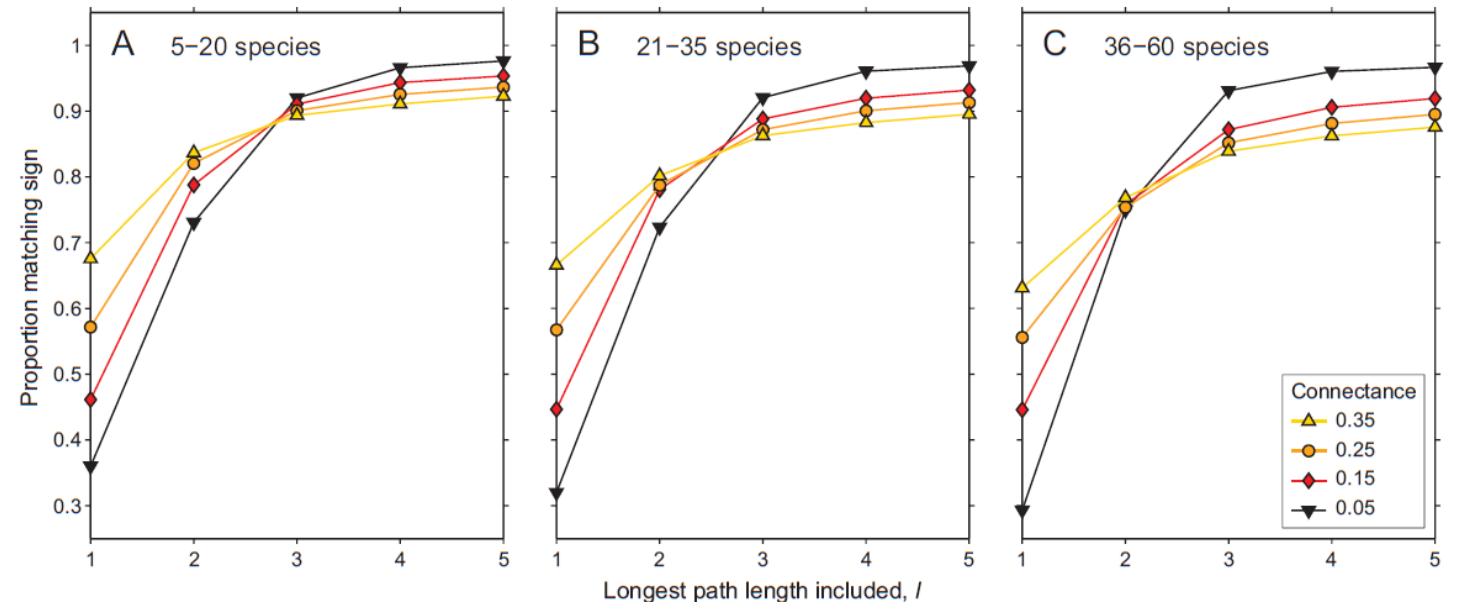 A 5−20 species
B 21−35 species
C 36−60 species
Proportion matching sign
1
0.9
0.8
0.7
0.6
0.5
0.4
0.3
1 2 3 4 5
1 2 3 4 5
1 2 3 4 5
Longest path length included, l
Connectance
0.35
0.25
0.15
0.05